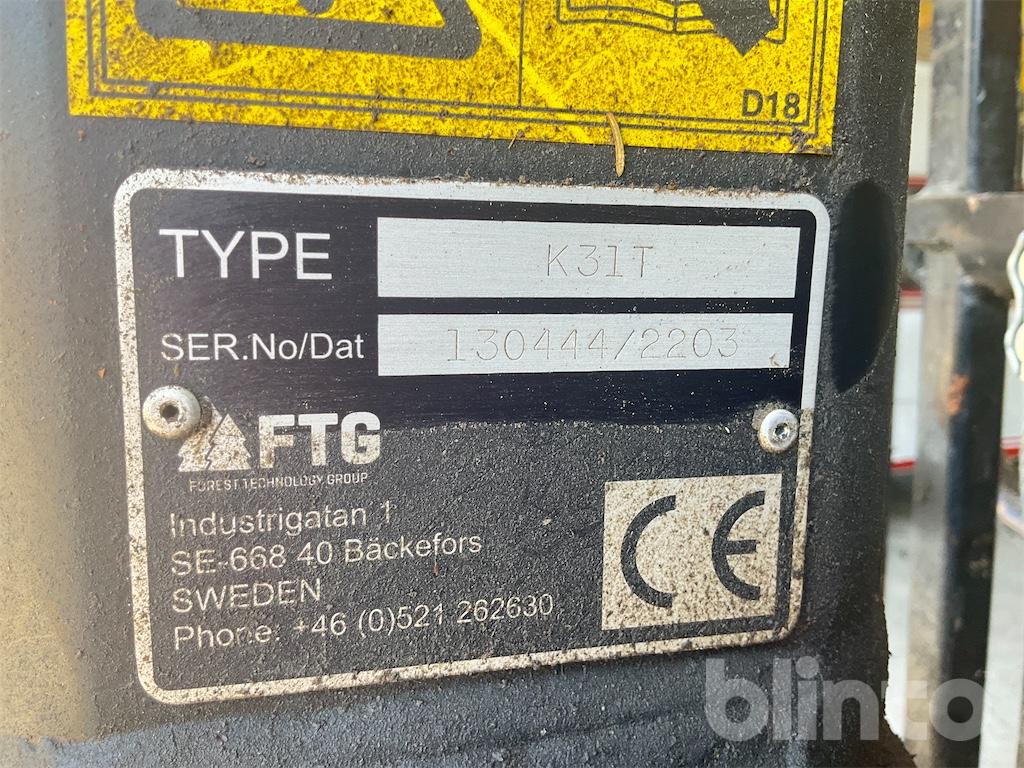 D18
TYPE K31T
SER.No/Dat 130444/2203
FTG
FOREST TECHNOLOGY GROUP
Industrigatan 1
SE-668 40 Bäckefors
SWEDEN
Phone: +46 (0)521 262630
CE
blinto